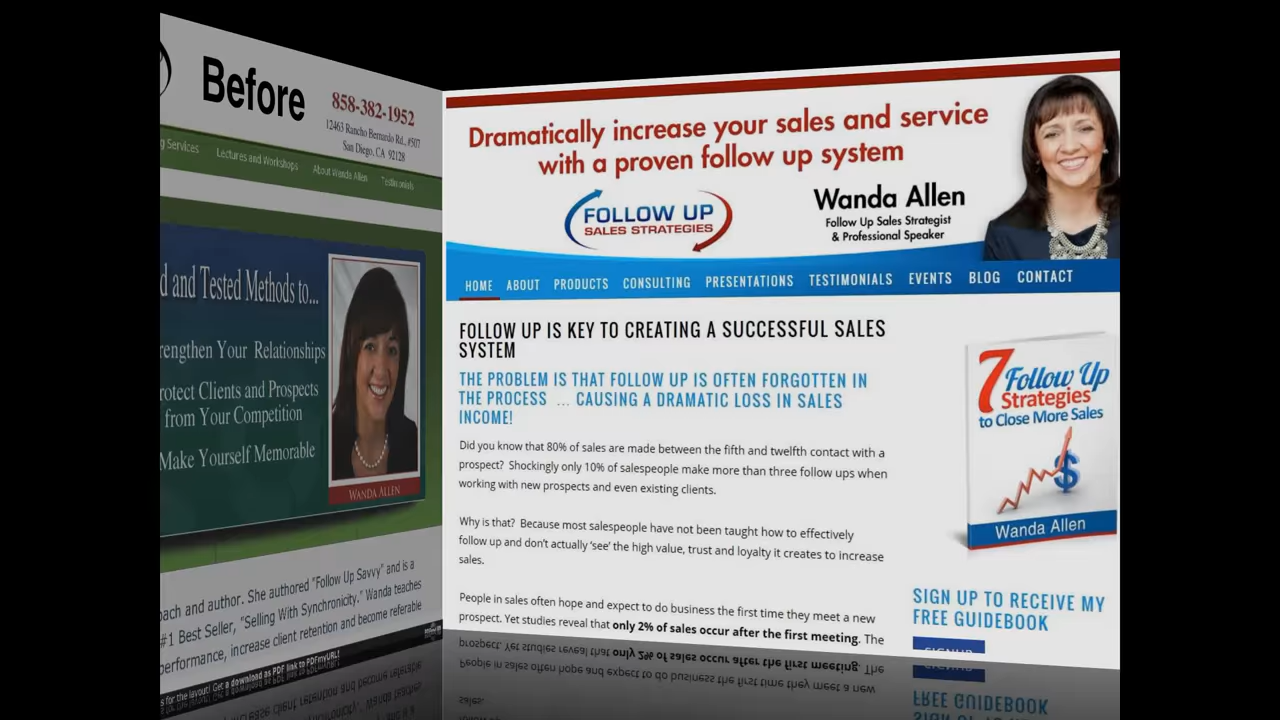 Before
858-382-1952
12463 Rancho Bernardo Rd., #507
San Diego, CA 92128
g Services
Lectures and Workshops
About Wanda Allen
Testimonials
d and Tested Methods to...
rengthen Your Relationships
rotect Clients and Prospects
from Your Competition
Make Yourself Memorable
WANDA ALLEN
oach and author. She authored "Follow Up Savvy" and is a
#1 Best Seller, "Selling With Synchronicity." Wanda teaches
performance, increase client retention and become referable
s for the layout! Get a download as PDF link to PDFmyURL!
Dramatically increase your sales and service
with a proven follow up system
FOLLOW UP
SALES STRATEGIES
Wanda Allen
Follow Up Sales Strategist
& Professional Speaker
HOME ABOUT PRODUCTS CONSULTING PRESENTATIONS TESTIMONIALS EVENTS BLOG CONTACT
FOLLOW UP IS KEY TO CREATING A SUCCESSFUL SALES
SYSTEM
THE PROBLEM IS THAT FOLLOW UP IS OFTEN FORGOTTEN IN
THE PROCESS ... CAUSING A DRAMATIC LOSS IN SALES
INCOME!
Did you know that 80% of sales are made between the fifth and twelfth contact with a
prospect? Shockingly only 10% of salespeople make more than three follow ups when
working with new prospects and even existing clients.
Why is that? Because most salespeople have not been taught how to effectively
follow up and don't actually 'see' the high value, trust and loyalty it creates to increase
sales.
People in sales often hope and expect to do business the first time they meet a new
prospect. Yet studies reveal that only 2% of sales occur after the first meeting. The
7 Follow Up
Strategies
to Close More Sales
$
Wanda Allen
SIGN UP TO RECEIVE MY
FREE GUIDEBOOK
SIGNUP